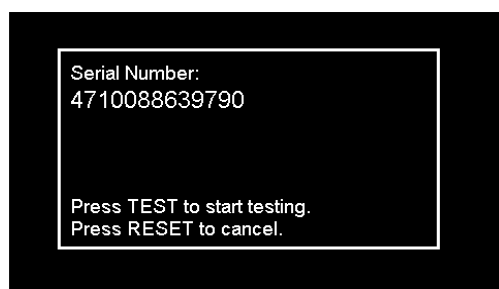 Serial Number:
4710088639790
Press TEST to start testing.
Press RESET to cancel.